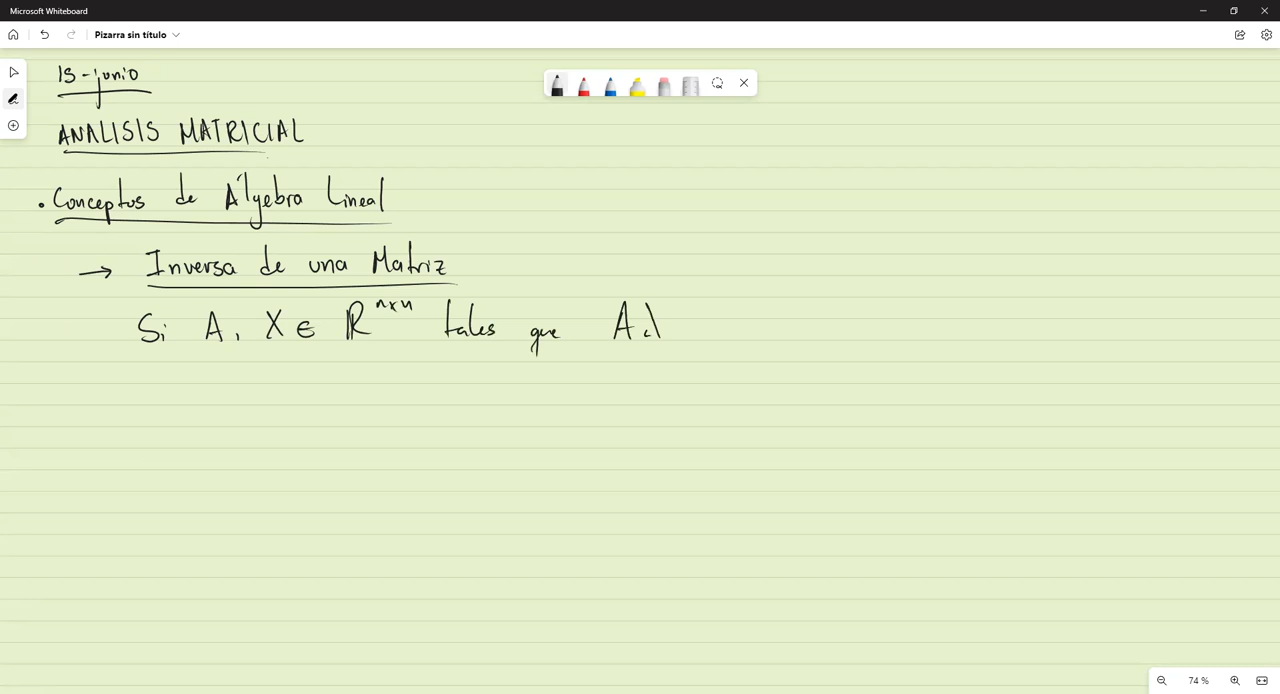 Microsoft Whiteboard
Pizarra sin título
15-junio
ANALISIS MATRICIAL
• Conceptos de Álgebra Lineal
→ Inversa de una Matriz
Si A, X ∈ ℝⁿˣⁿ tales que A.
74 %